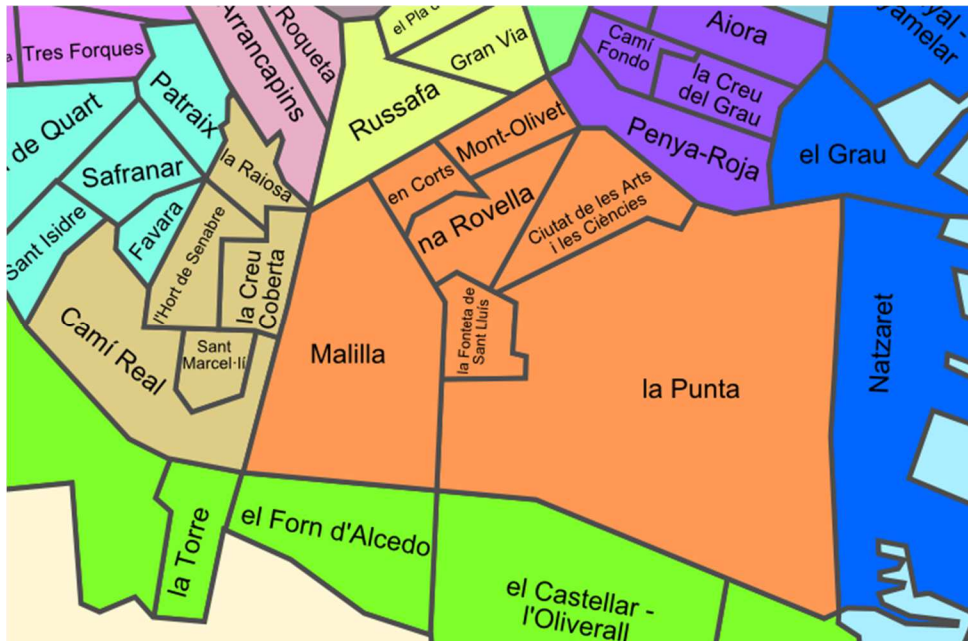 el Pla
Roqueta
Arrancapins
Tres Forques
Aiora
Gran Via
Camí
Fondo
la Creu
del Grau
Patraix
Russafa
de Quart
Mont-Olivet
Penya-Roja
el Grau
la Raiosa
Safranar
en Corts
na Rovella
Ciutat de les Arts
i les Ciències
Sant Isidre
Favara
l'Hort de Senabre
la Creu
Coberta
Camí Real
Sant
Marcel·lí
Malilla
la Fonteta de
Sant Lluís
la Punta
Natzaret
la Torre
el Forn d'Alcedo
el Castellar -
l'Oliverall